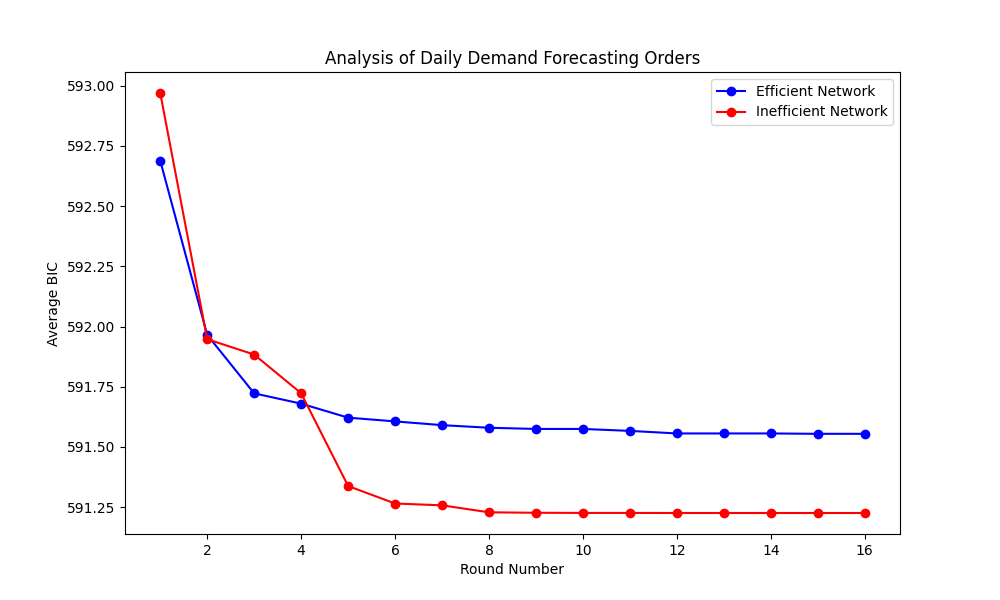 Analysis of Daily Demand Forecasting Orders
Efficient Network
Inefficient Network
Average BIC
593.00
592.75
592.50
592.25
592.00
591.75
591.50
591.25
2 4 6 8 10 12 14 16
Round Number